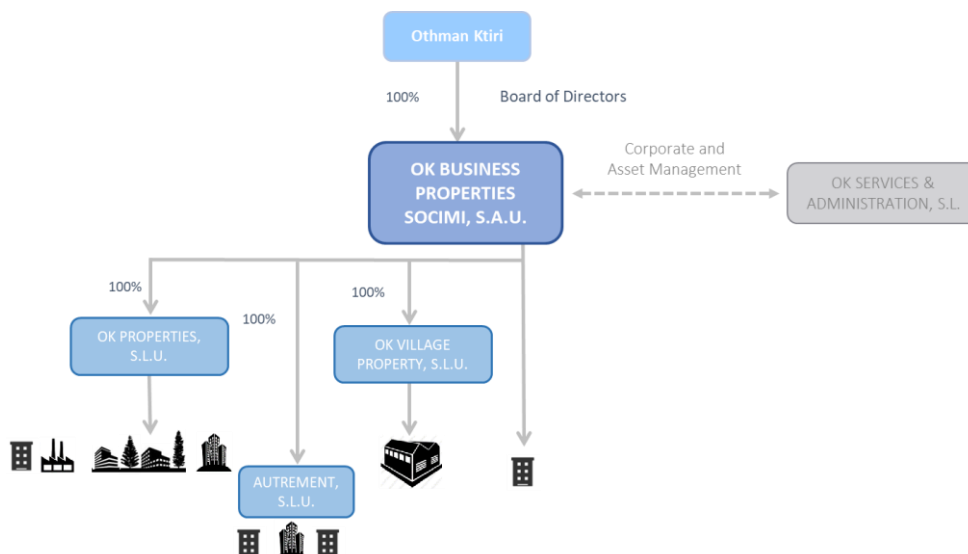 Othman Ktiri
100%
Board of Directors
OK BUSINESS
PROPERTIES
SOCIMI, S.A.U.
Corporate and
Asset Management
OK SERVICES &
ADMINISTRATION, S.L.
100%
100%
100%
OK PROPERTIES,
S.L.U.
OK VILLAGE
PROPERTY, S.L.U.
AUTREMENT,
S.L.U.